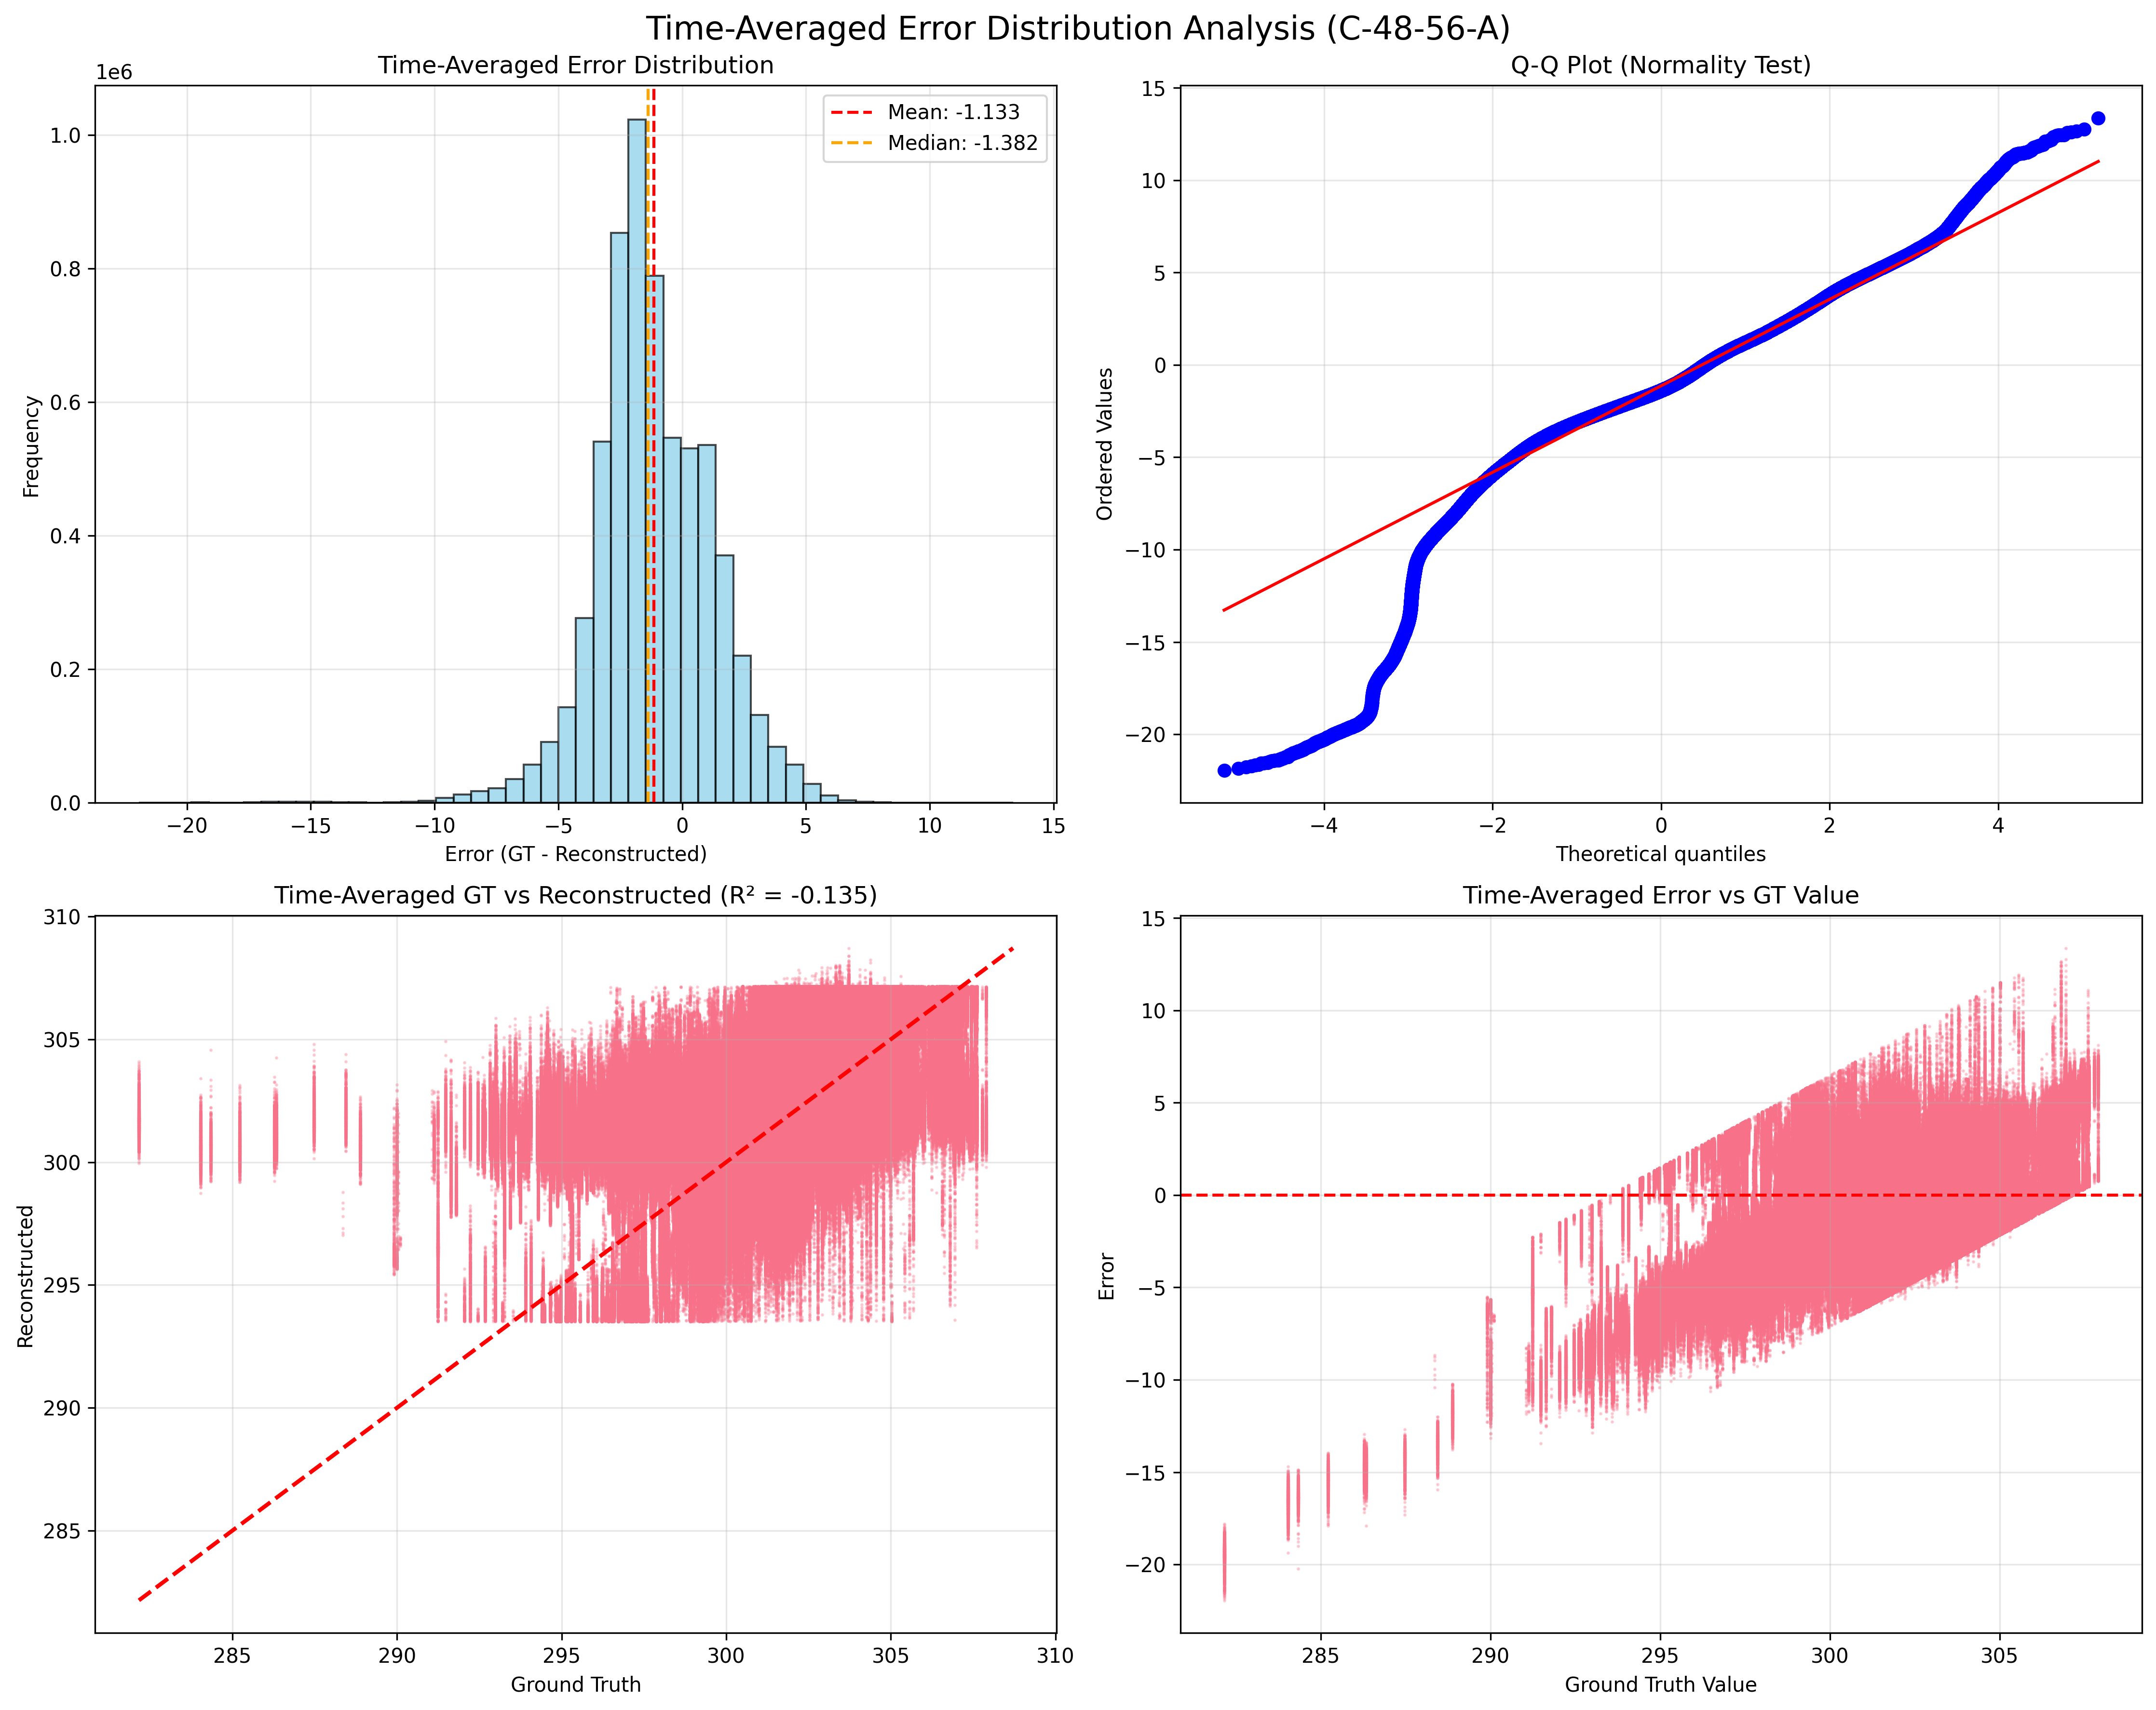 Time-Averaged Error Distribution Analysis (C-48-56-A)
Time-Averaged Error Distribution
1e6
1.0
0.8
0.6
0.4
0.2
0.0
Frequency
Mean: -1.133
Median: -1.382
−20 −15 −10 −5 0 5 10 15
Error (GT - Reconstructed)
Q-Q Plot (Normality Test)
15
10
5
0
−5
−10
−15
−20
Ordered Values
−4 −2 0 2 4
Theoretical quantiles
Time-Averaged GT vs Reconstructed (R² = -0.135)
310
305
300
295
290
285
Reconstructed
285 290 295 300 305 310
Ground Truth
Time-Averaged Error vs GT Value
15
10
5
0
−5
−10
−15
−20
Error
285 290 295 300 305
Ground Truth Value